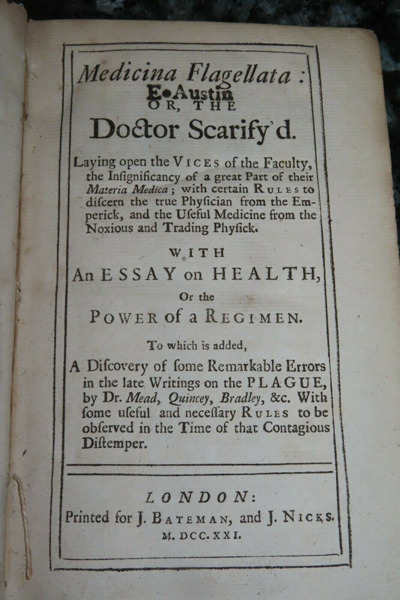 Medicina Flagellata:
E•Austin
OR, THE
Doctor Scarify'd.
Laying open the VICES of the Faculty,
the Inſignificancy of a great Part of their
Materia Medica; with certain RULES to
diſcern the true Phyſician from the Em-
perick, and the Uſeful Medicine from the
Noxious and Trading Phyſick.
WITH
An ESSAY on HEALTH,
Or the
POWER of a REGIMEN.
To which is added,
A Diſcovery of ſome Remarkable Errors
in the late Writings on the PLAGUE,
by Dr. Mead, Quincey, Bradley, &c. With
ſome uſeful and neceſſary RULES to be
obſerved in the Time of that Contagious
Diſtemper.
LONDON:
Printed for J. BATEMAN, and J. NICKS.
M. DCC. XXI.